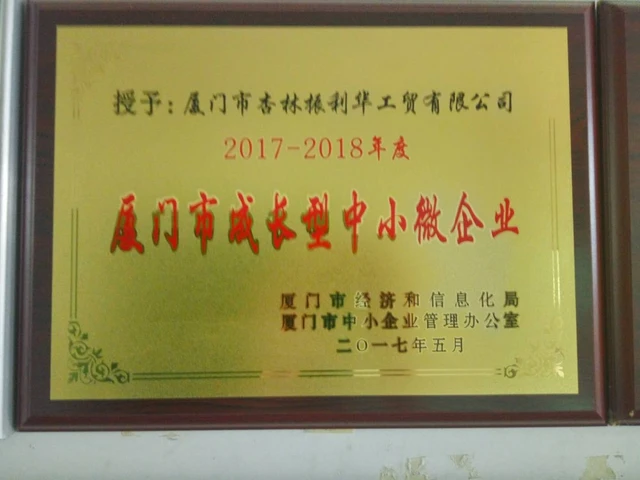 授予：厦门市杏林振利华工贸有限公司
2017-2018年度
厦门市成长型中小微企业
厦门市经济和信息化局
厦门市中小企业管理办公室
二〇一七年五月